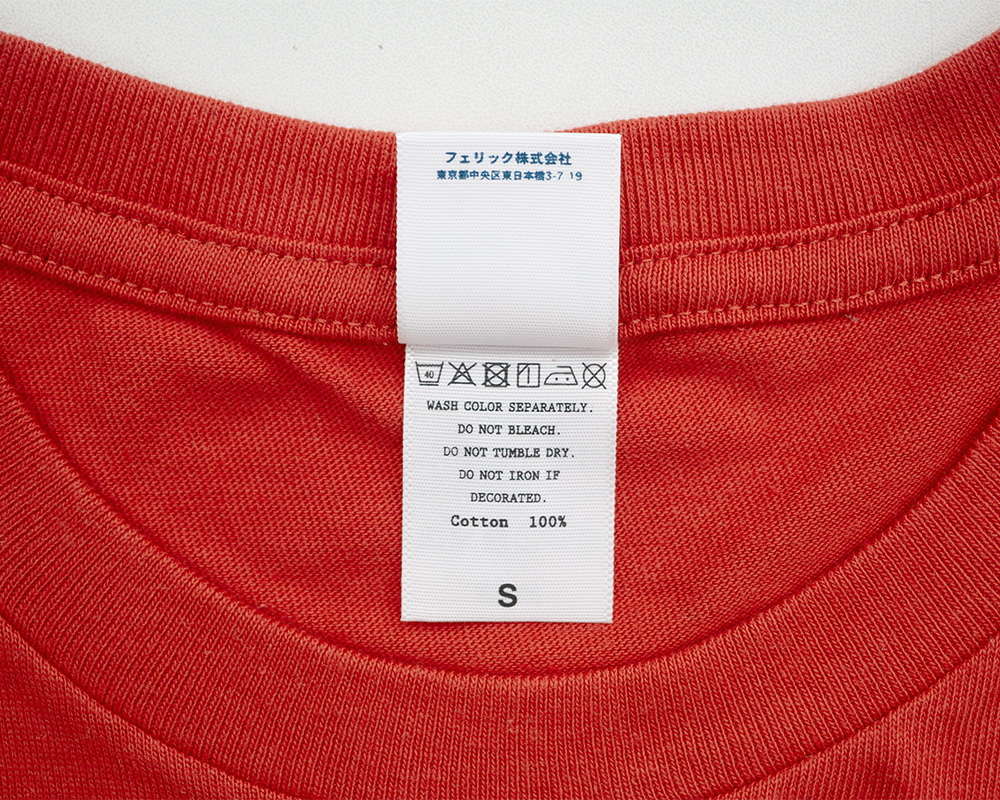 フェリック株式会社
東京都中央区東日本橋3-7 19
40
WASH COLOR SEPARATELY.
DO NOT BLEACH.
DO NOT TUMBLE DRY.
DO NOT IRON IF
DECORATED.
Cotton 100%
S